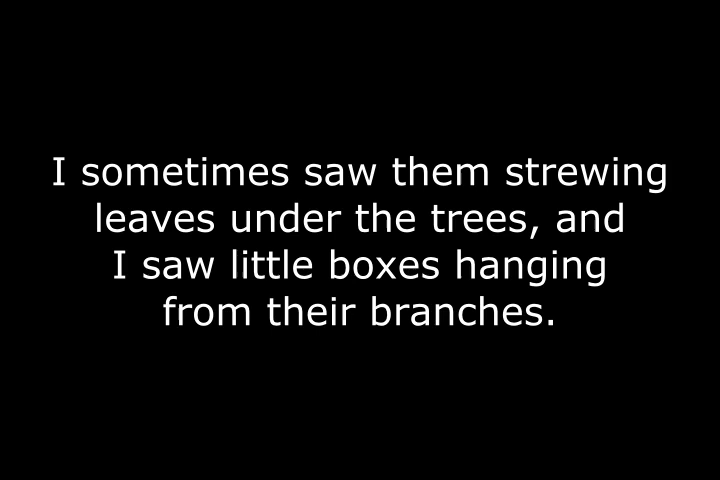 I sometimes saw them strewing
leaves under the trees, and
I saw little boxes hanging
from their branches.